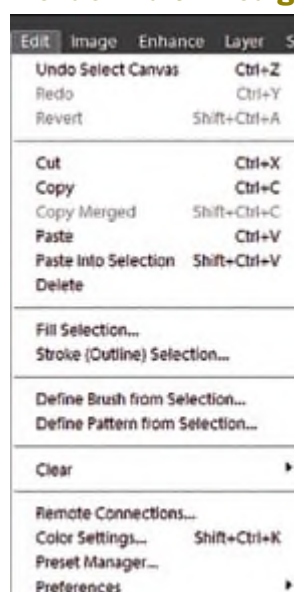 Edit Image Enhance Layer S
Undo Select Canvas Ctrl+Z
Redo Ctrl+Y
Revert Shift+Ctrl+A
Cut Ctrl+X
Copy Ctrl+C
Copy Merged Shift+Ctrl+C
Paste Ctrl+V
Paste Into Selection Shift+Ctrl+V
Delete
Fill Selection...
Stroke (Outline) Selection...
Define Brush from Selection...
Define Pattern from Selection...
Clear
Remote Connections...
Color Settings... Shift+Ctrl+K
Preset Manager...
Preferences